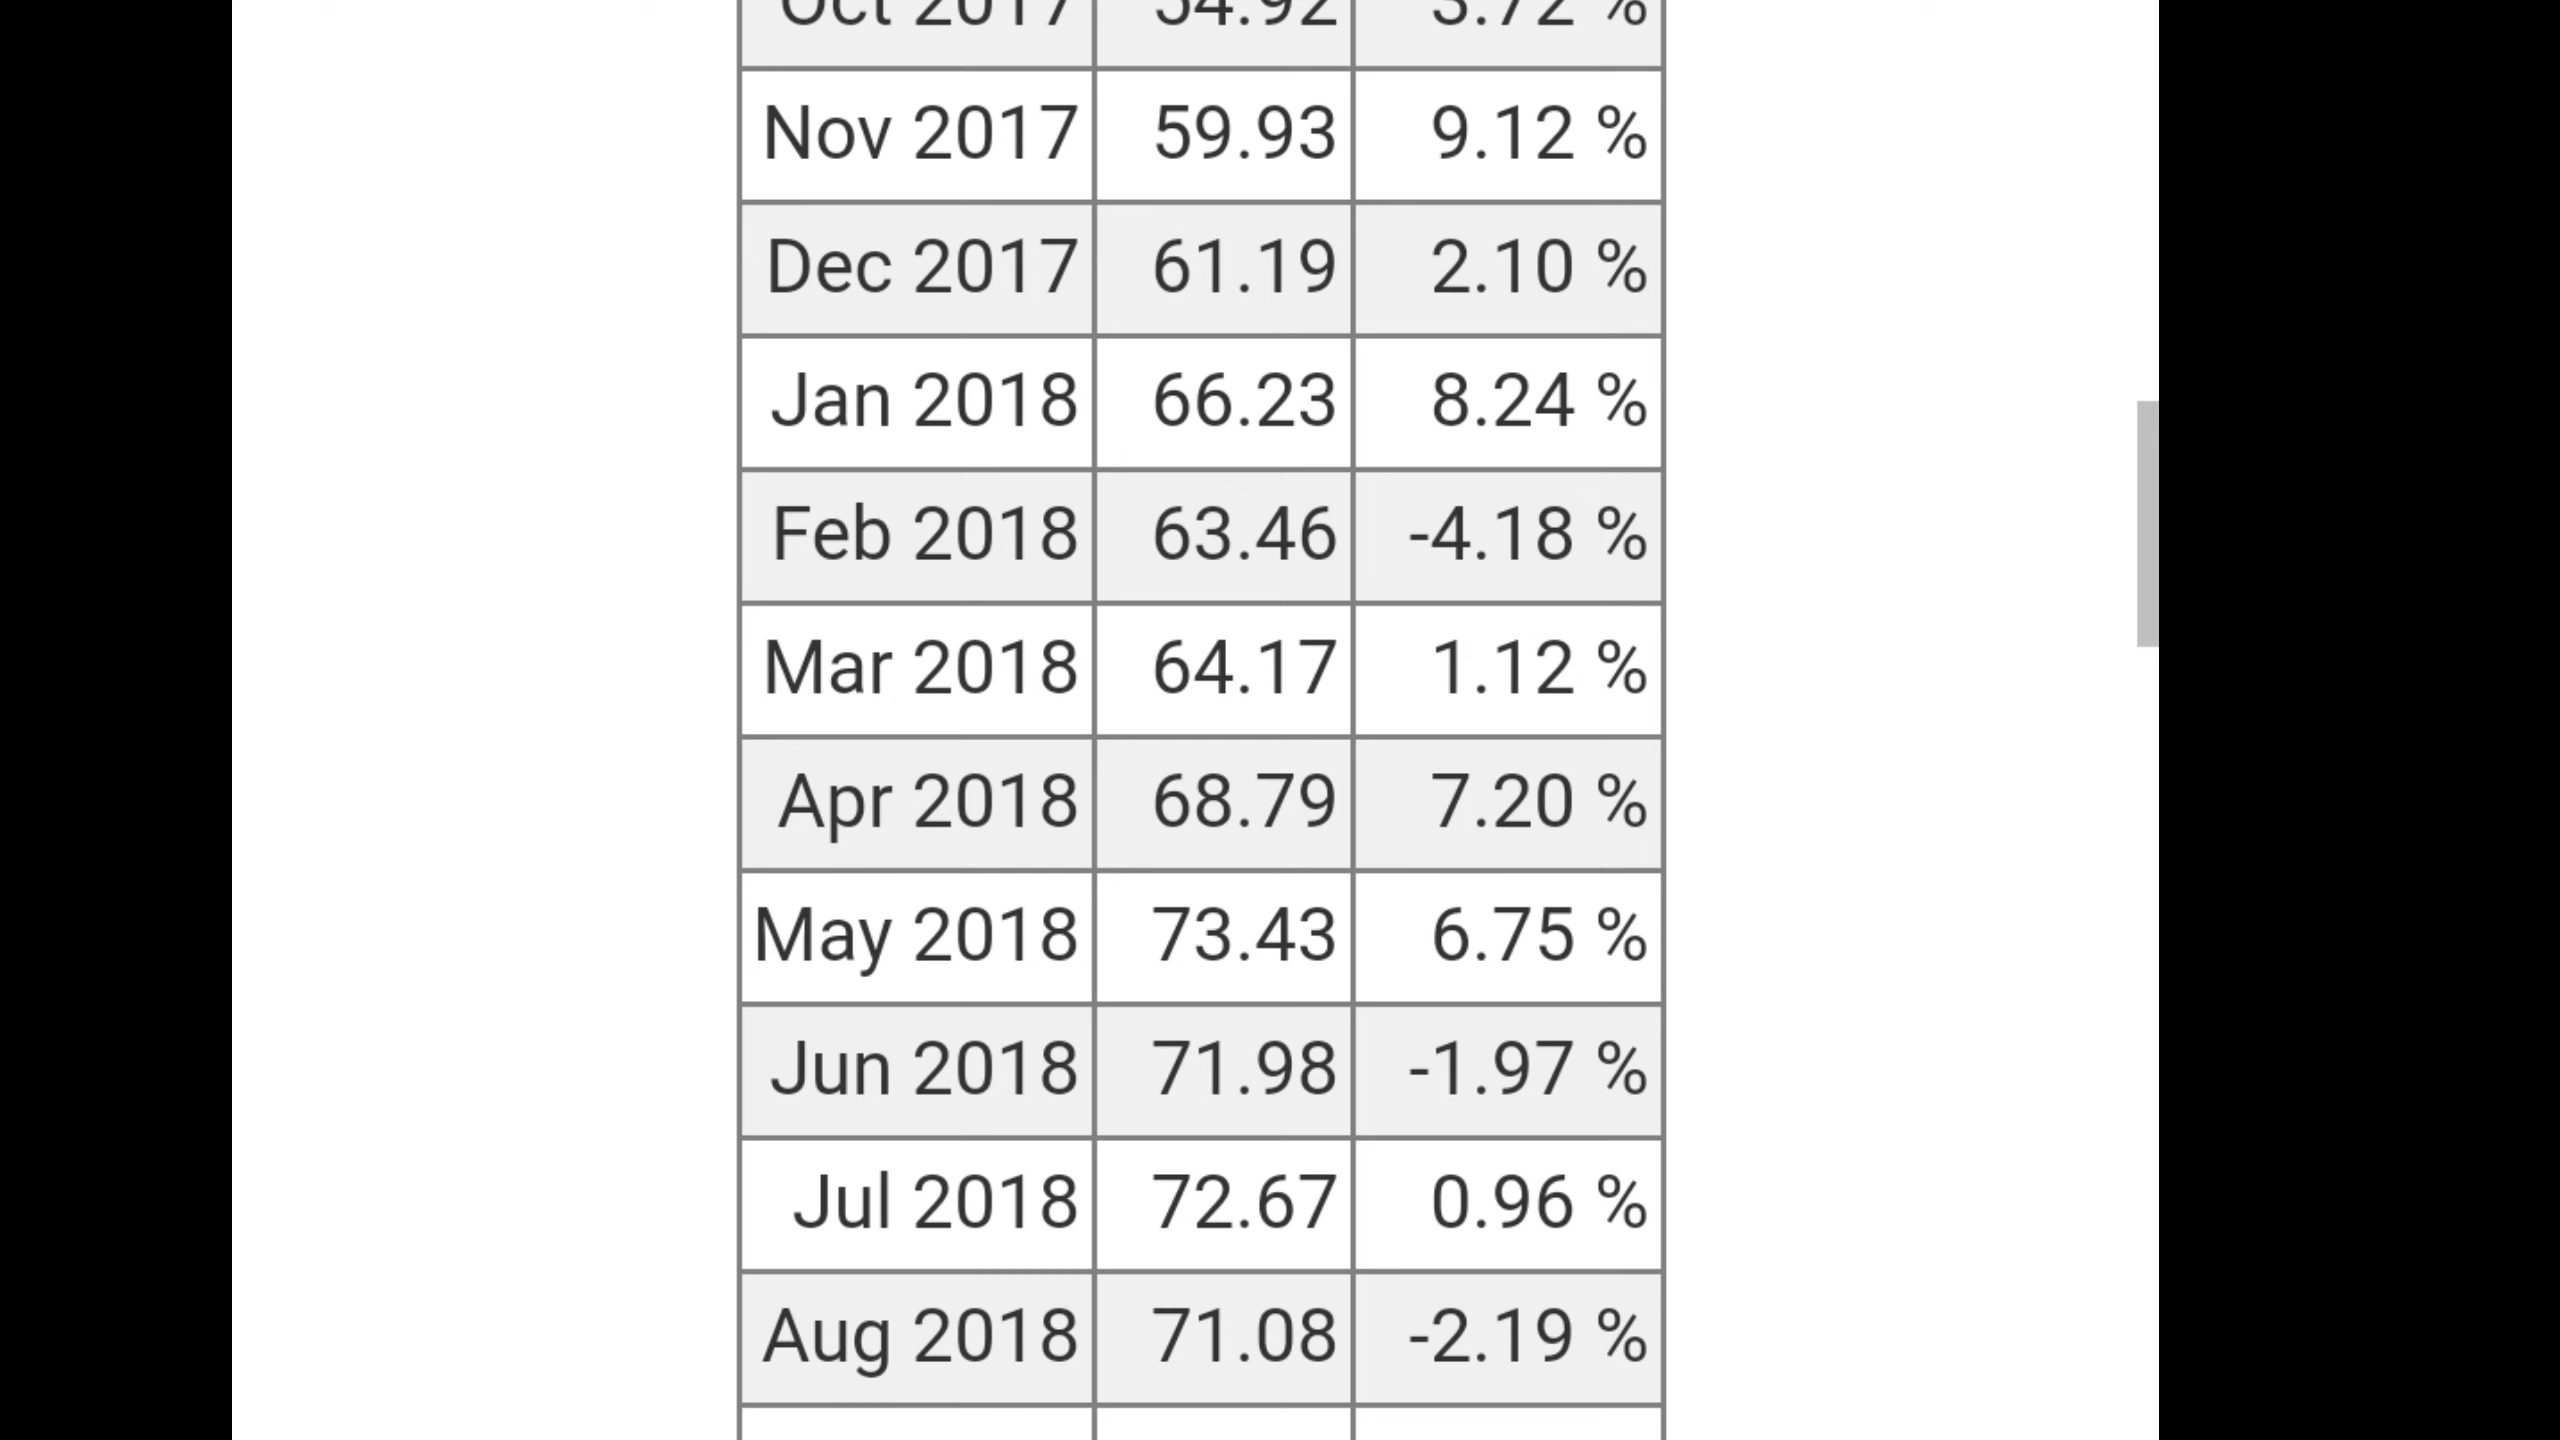 Oct 2017 54.92 3.72 %
Nov 2017 59.93 9.12 %
Dec 2017 61.19 2.10 %
Jan 2018 66.23 8.24 %
Feb 2018 63.46 -4.18 %
Mar 2018 64.17 1.12 %
Apr 2018 68.79 7.20 %
May 2018 73.43 6.75 %
Jun 2018 71.98 -1.97 %
Jul 2018 72.67 0.96 %
Aug 2018 71.08 -2.19 %